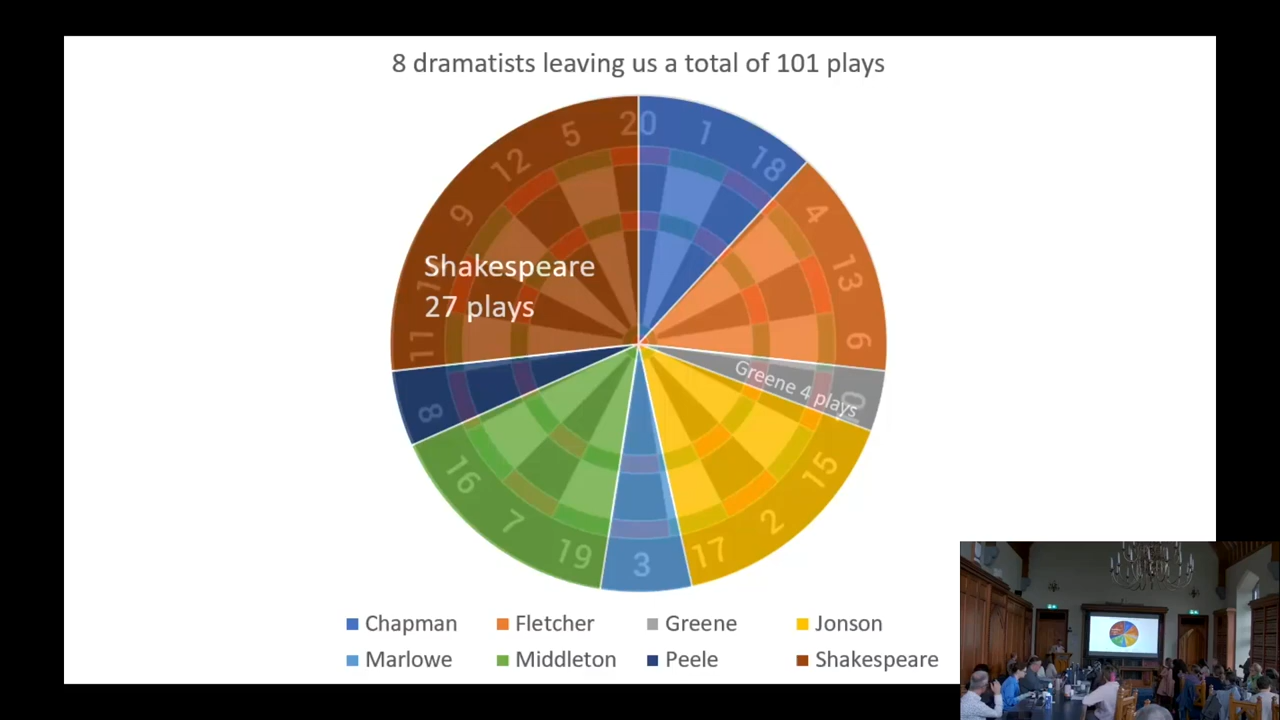 8 dramatists leaving us a total of 101 plays
5 20 1 18
12
9 4
13
Shakespeare
27 plays
11 6
Greene 4 plays
8
16 15
7 2
19 17
3
Chapman Fletcher Greene Jonson
Marlowe Middleton Peele Shakespeare